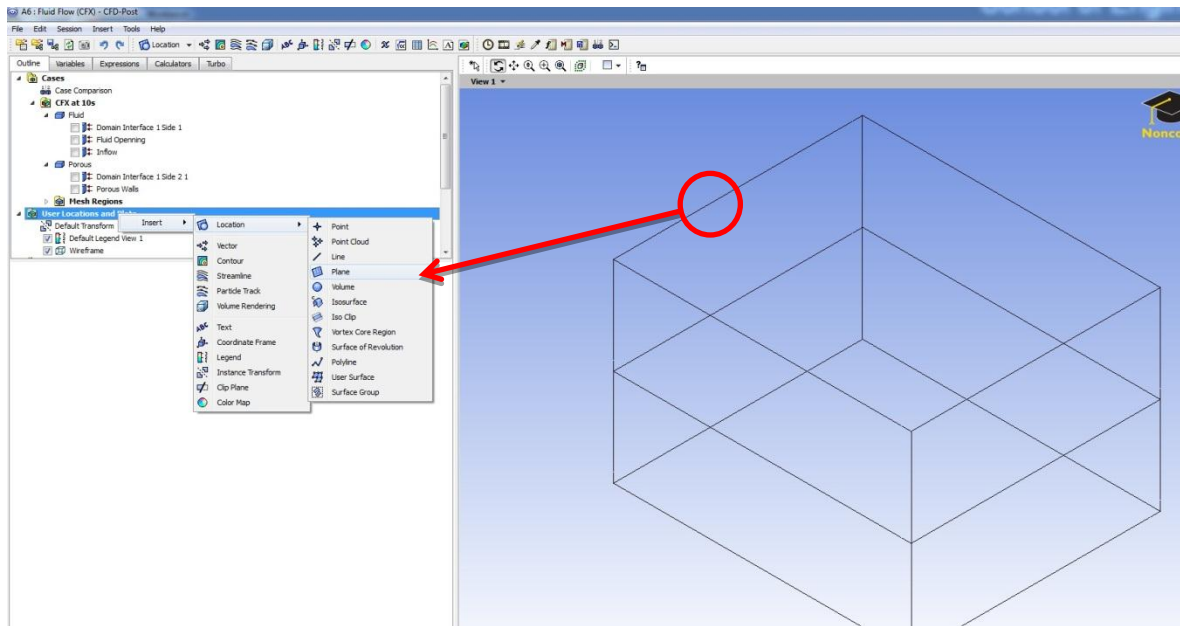 A6 : Fluid Flow (CFX) - CFD-Post
File Edit Session Insert Tools Help
Location
Outline Variables Expressions Calculators Turbo
Cases
Case Comparison
CFX at 10s
Fluid
Domain Interface 1 Side 1
Fluid Openning
Inflow
Porous
Domain Interface 1 Side 2 1
Porous Walls
Mesh Regions
User Locations and
Default Transform
Default Legend View 1
Wireframe
Insert
Location
Vector
Contour
Streamline
Particle Track
Volume Rendering
Text
Coordinate Frame
Legend
Instance Transform
Clip Plane
Color Map
Point
Point Cloud
Line
Plane
Volume
Isosurface
Iso Clip
Vortex Core Region
Surface of Revolution
Polyline
User Surface
Surface Group
View 1
Nonco